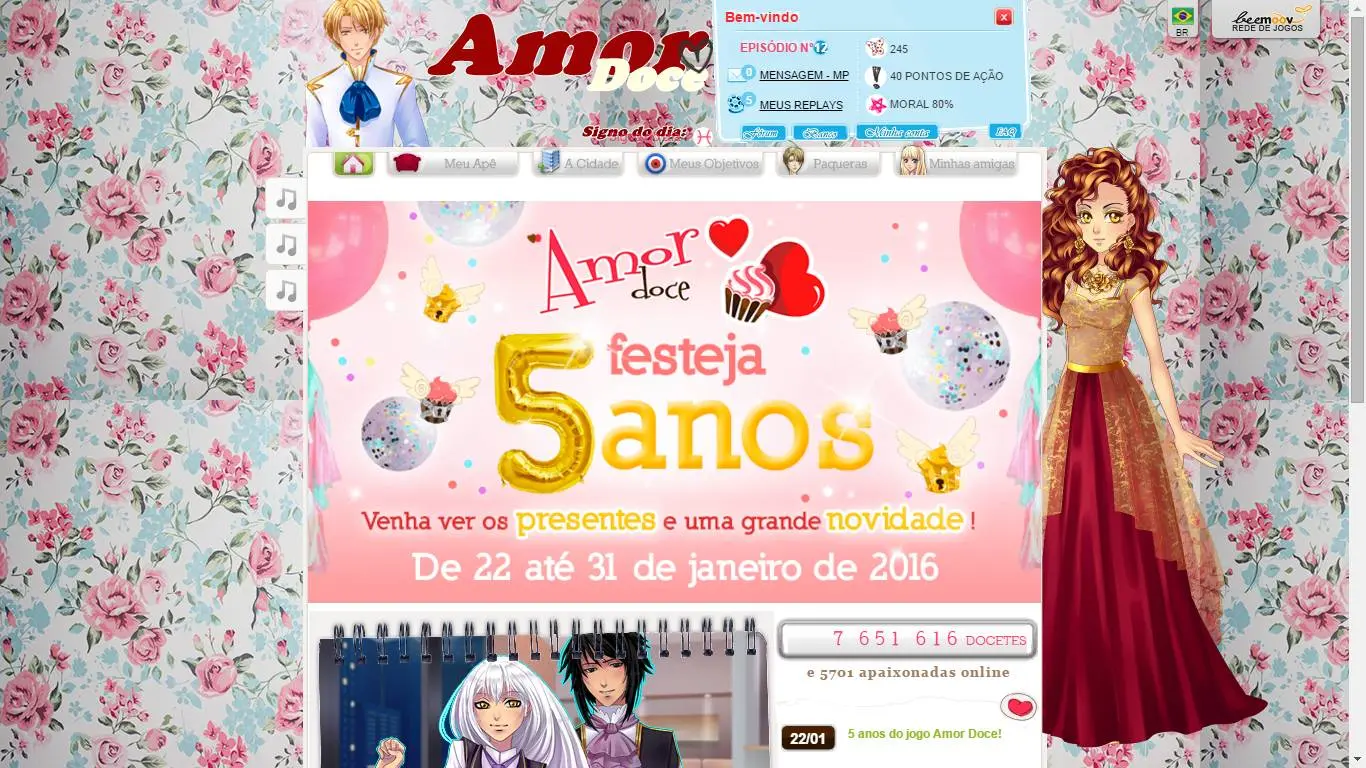 Amor
Doce
Signo do dia:
Bem-vindo
EPISÓDIO N°12
0 MENSAGEM - MP
5 MEUS REPLAYS
245
40 PONTOS DE AÇÃO
MORAL 80%
Fórum
Banco
Minha conta
FAQ
BR
beemoov
REDE DE JOGOS
Meu Apê
A Cidade
Meus Objetivos
Paqueras
Minhas amigas
Amor
doce
festeja
5 anos
Venha ver os presentes e uma grande novidade !
De 22 até 31 de janeiro de 2016
7 651 616 DOCETES
e 5701 apaixonadas online
22/01
5 anos do jogo Amor Doce!